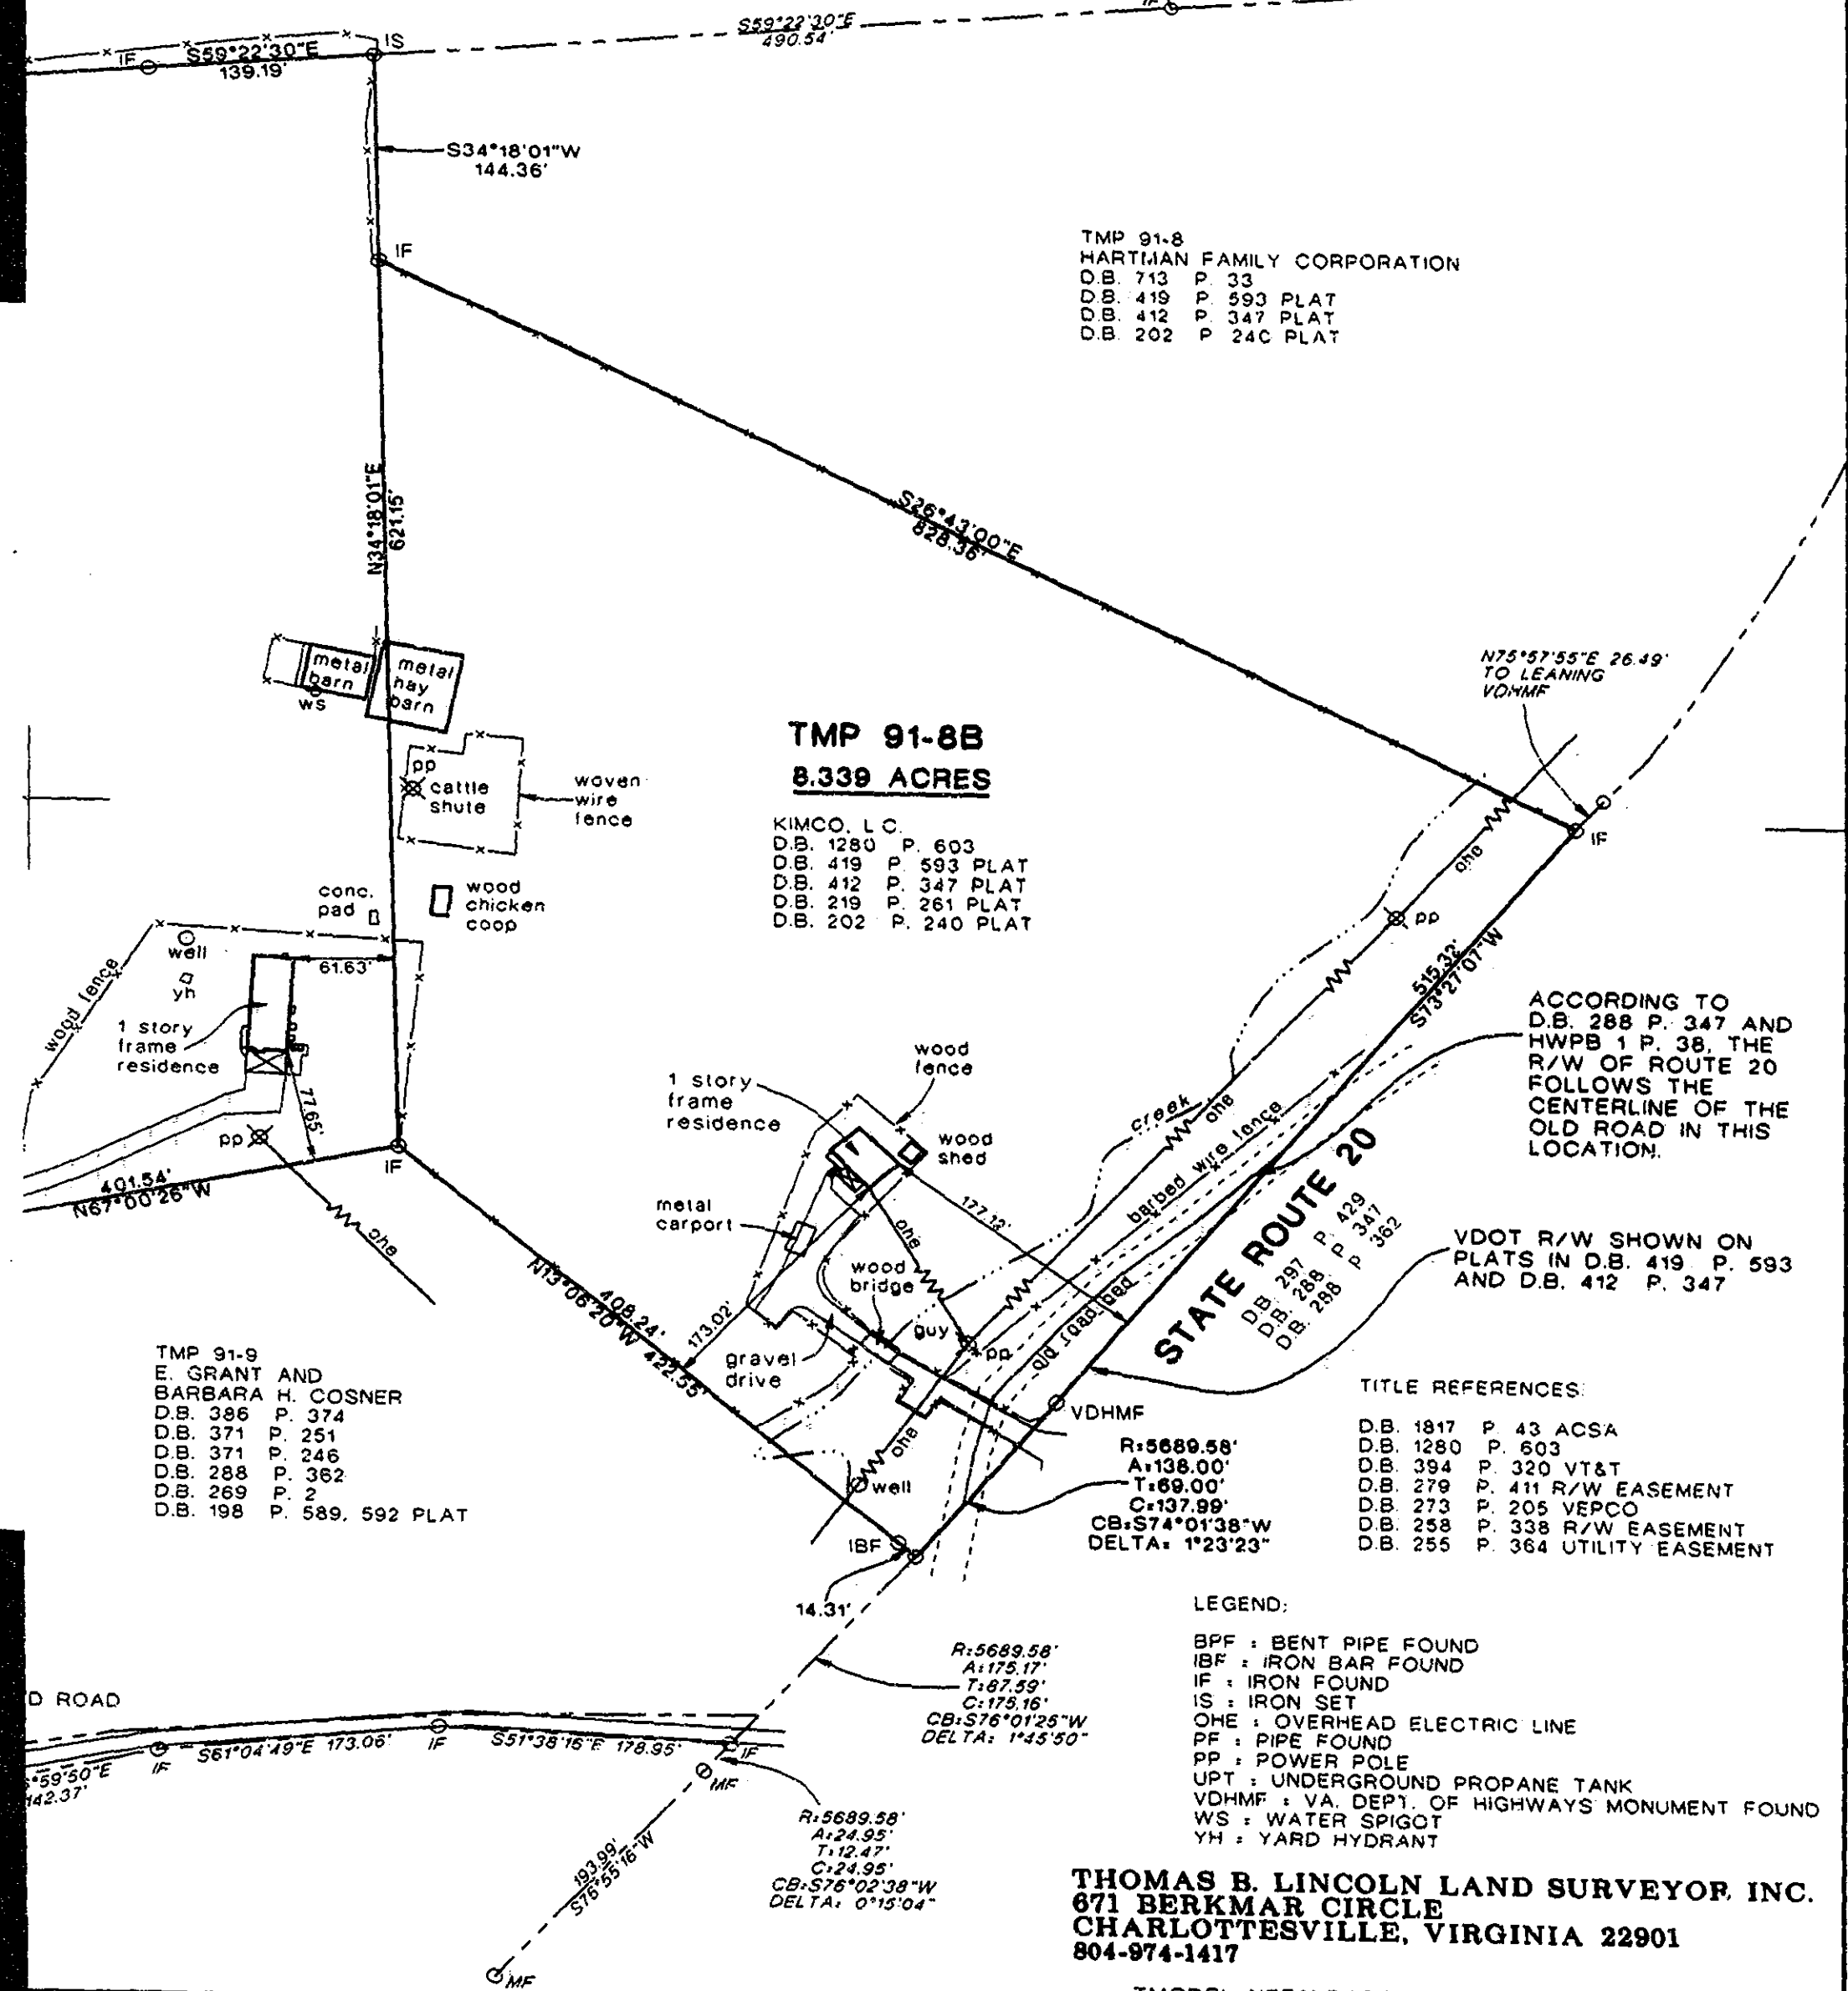 S59°22'30"E
490.54'
IF
IS
IF
S59°22'30"E
139.19'
S34°18'01"W
144.36'
IF
TMP 91-8
HARTMAN FAMILY CORPORATION
D.B. 713 P. 33
D.B. 419 P. 593 PLAT
D.B. 412 P. 347 PLAT
D.B. 202 P 24C PLAT
N34°18'01"E
621.15'
S26°43'00"E
828.36'
N75°57'55"E 26.49'
TO LEANING
VDHMF
metal
barn
ws
metal
hay
barn
pp
cattle
shute
woven
wire
fence
TMP 91-8B
8.339 ACRES
KIMCO, L C.
D.B. 1280 P. 603
D.B. 419 P. 593 PLAT
D.B. 412 P. 347 PLAT
D.B. 219 P. 261 PLAT
D.B. 202 P. 240 PLAT
IF
ohe
pp
conc.
pad
wood
chicken
coop
well
yh
61.63'
wood fence
1 story
frame
residence
77.65'
pp
IF
401.54'
N67°00'26"W
ohe
515.32'
S73°27'07"W
ACCORDING TO
D.B. 288 P. 347 AND
HWPB 1 P. 38, THE
R/W OF ROUTE 20
FOLLOWS THE
CENTERLINE OF THE
OLD ROAD IN THIS
LOCATION.
wood
fence
1 story
frame
residence
wood
shed
metal
carport
creek
ohe
barbed wire fence
177.12'
ohe
wood
bridge
guy
pp
old road bed
STATE ROUTE 20
D.B. 297 P. 429
D.B. 288 P. 347
D.B. 288 P 362
VDOT R/W SHOWN ON
PLATS IN D.B. 419 P. 593
AND D.B. 412 P. 347
408.24'
N13°06'20"W 422.55'
173.02'
gravel
drive
TMP 91-9
E. GRANT AND
BARBARA H. COSNER
D.B. 386 P. 374
D.B. 371 P. 251
D.B. 371 P. 246
D.B. 288 P. 362
D.B. 269 P. 2
D.B. 198 P. 589, 592 PLAT
VDHMF
ohe
well
IBF
14.31'
R:5689.58'
A:138.00'
T:69.00'
C:137.99'
CB:S74°01'38"W
DELTA: 1°23'23"
TITLE REFERENCES:
D.B. 1817 P. 43 ACSA
D.B. 1280 P. 603
D.B. 394 P. 320 VT&T
D.B. 279 P. 411 R/W EASEMENT
D.B. 273 P. 205 VEPCO
D.B. 258 P. 338 R/W EASEMENT
D.B. 255 P. 364 UTILITY EASEMENT
R:5689.58'
A:175.17'
T:87.59'
C:175.16'
CB:S76°01'25"W
DELTA: 1°45'50"
LEGEND:
BPF : BENT PIPE FOUND
IBF : IRON BAR FOUND
IF : IRON FOUND
IS : IRON SET
OHE : OVERHEAD ELECTRIC LINE
PF : PIPE FOUND
PP : POWER POLE
UPT : UNDERGROUND PROPANE TANK
VDHMF : VA. DEPT. OF HIGHWAYS MONUMENT FOUND
WS : WATER SPIGOT
YH : YARD HYDRANT
D ROAD
°59'50"E
142.37'
IF
S61°04'49"E 173.06'
IF
S51°38'16"E 178.95'
IF
MF
R:5689.58'
A:24.95'
T:12.47'
C:24.95'
CB:S76°02'38"W
DELTA: 0°15'04"
193.99'
S76°55'16"W
MF
THOMAS B. LINCOLN LAND SURVEYOR, INC.
671 BERKMAR CIRCLE
CHARLOTTESVILLE, VIRGINIA 22901
804-974-1417